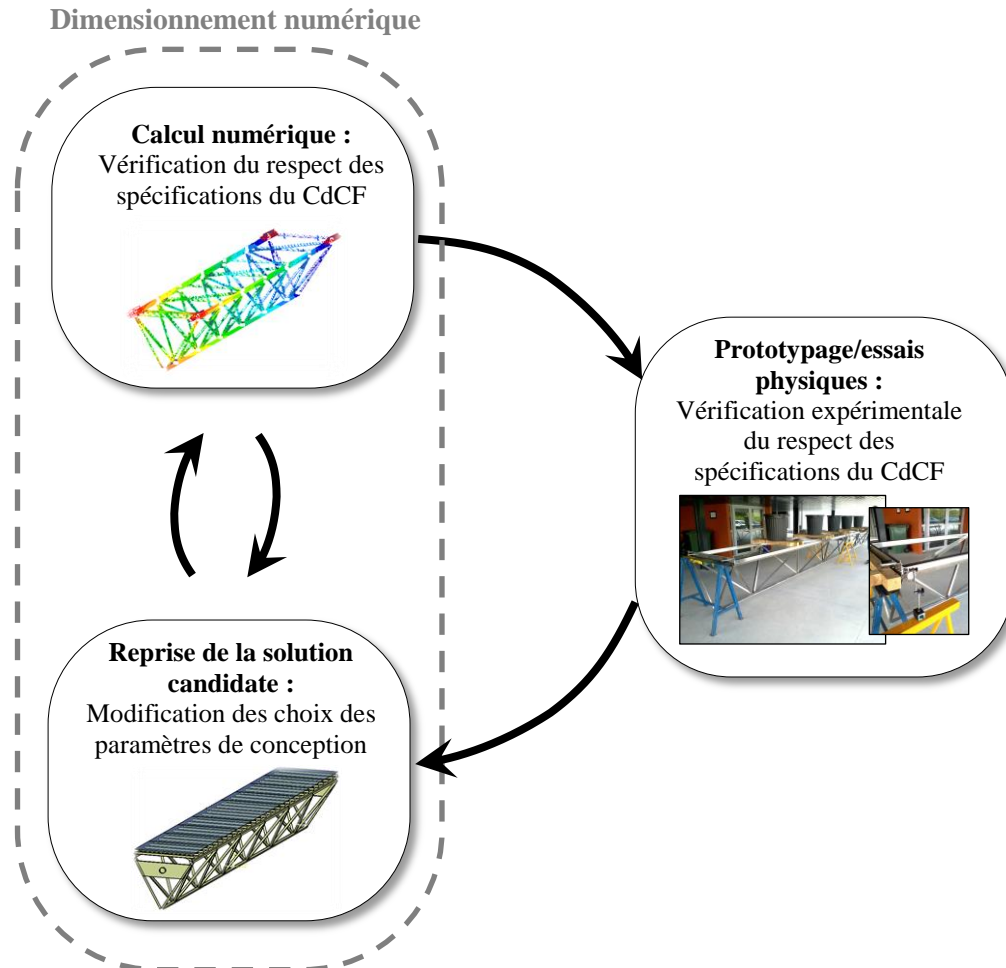 Dimensionnement numérique
Calcul numérique :
Vérification du respect des
spécifications du CdCF
Prototypage/essais
physiques :
Vérification expérimentale
du respect des
spécifications du CdCF
Reprise de la solution
candidate :
Modification des choix des
paramètres de conception